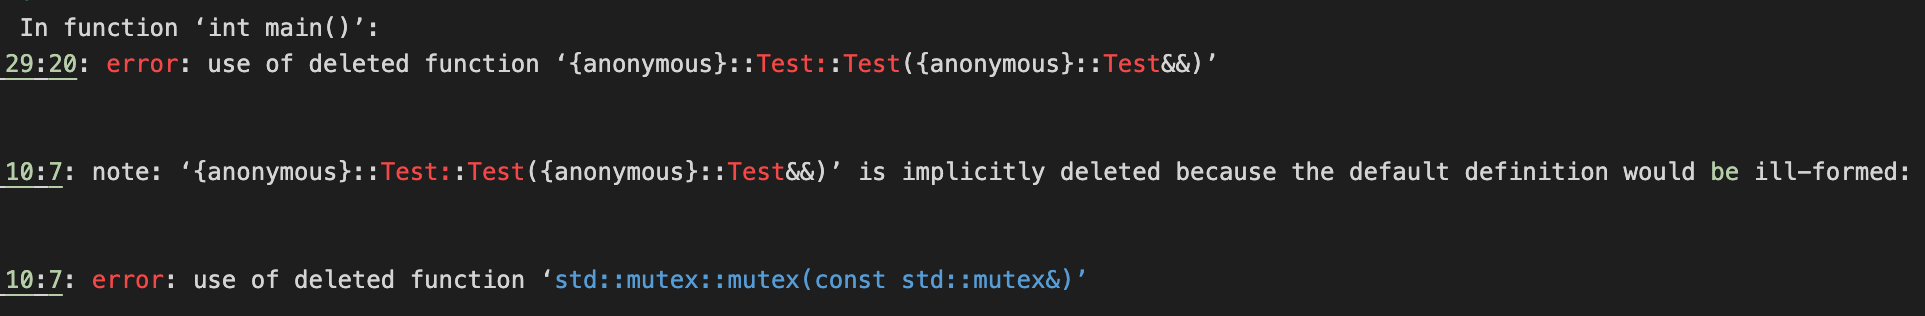 In function ‘int main()’:
29:20: error: use of deleted function ‘{anonymous}::Test::Test({anonymous}::Test&&)’
10:7: note: ‘{anonymous}::Test::Test({anonymous}::Test&&)’ is implicitly deleted because the default definition would be ill-formed:
10:7: error: use of deleted function ‘std::mutex::mutex(const std::mutex&)’